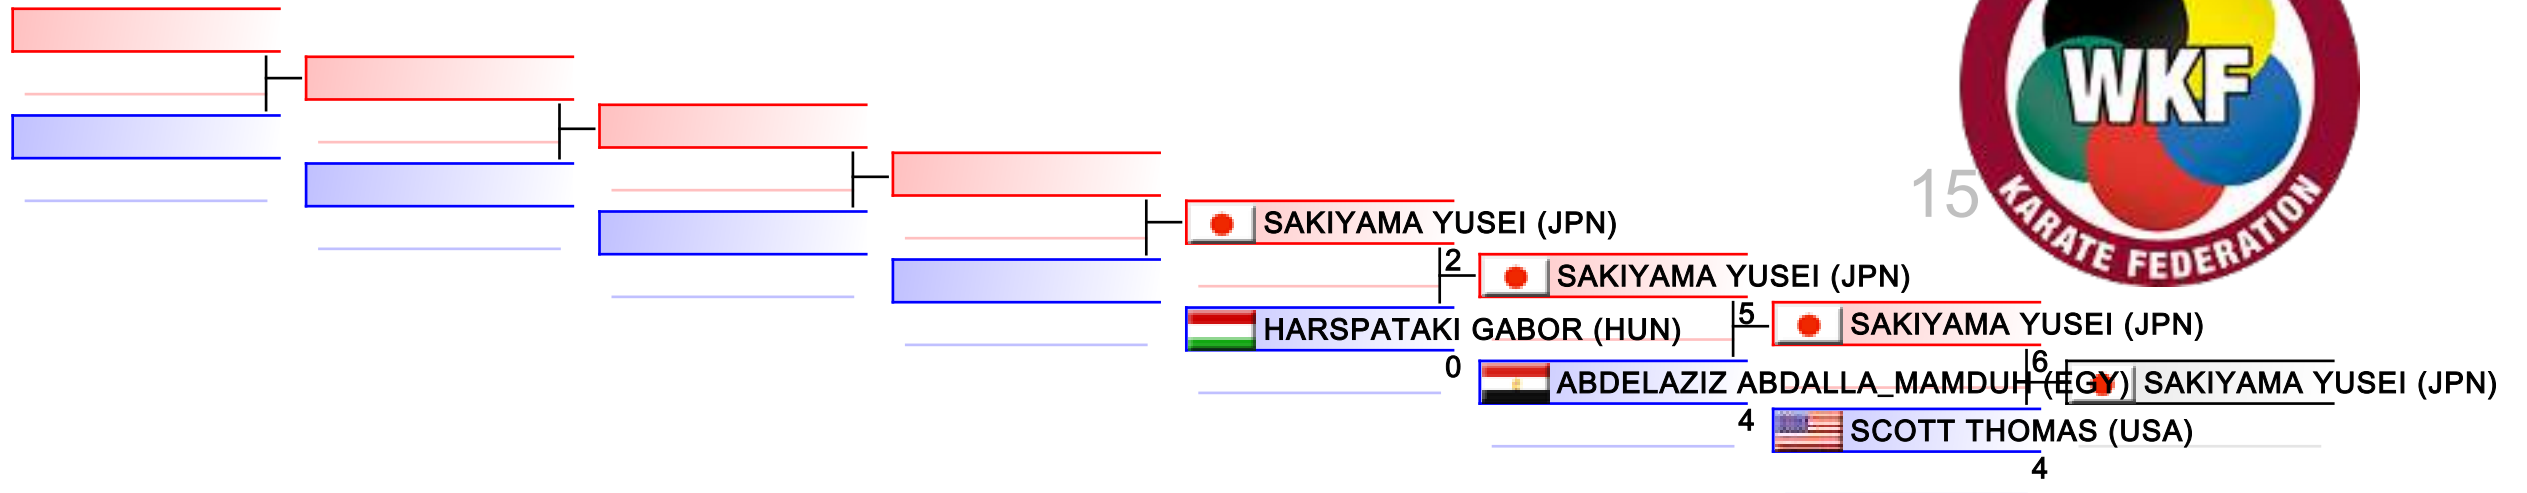 WKF
KARATE FEDERATION
15
SAKIYAMA YUSEI (JPN)
2
SAKIYAMA YUSEI (JPN)
HARSPATAKI GABOR (HUN)
0
5
SAKIYAMA YUSEI (JPN)
ABDELAZIZ ABDALLA_MAMDUH (EGY)
4
6
SAKIYAMA YUSEI (JPN)
SCOTT THOMAS (USA)
4